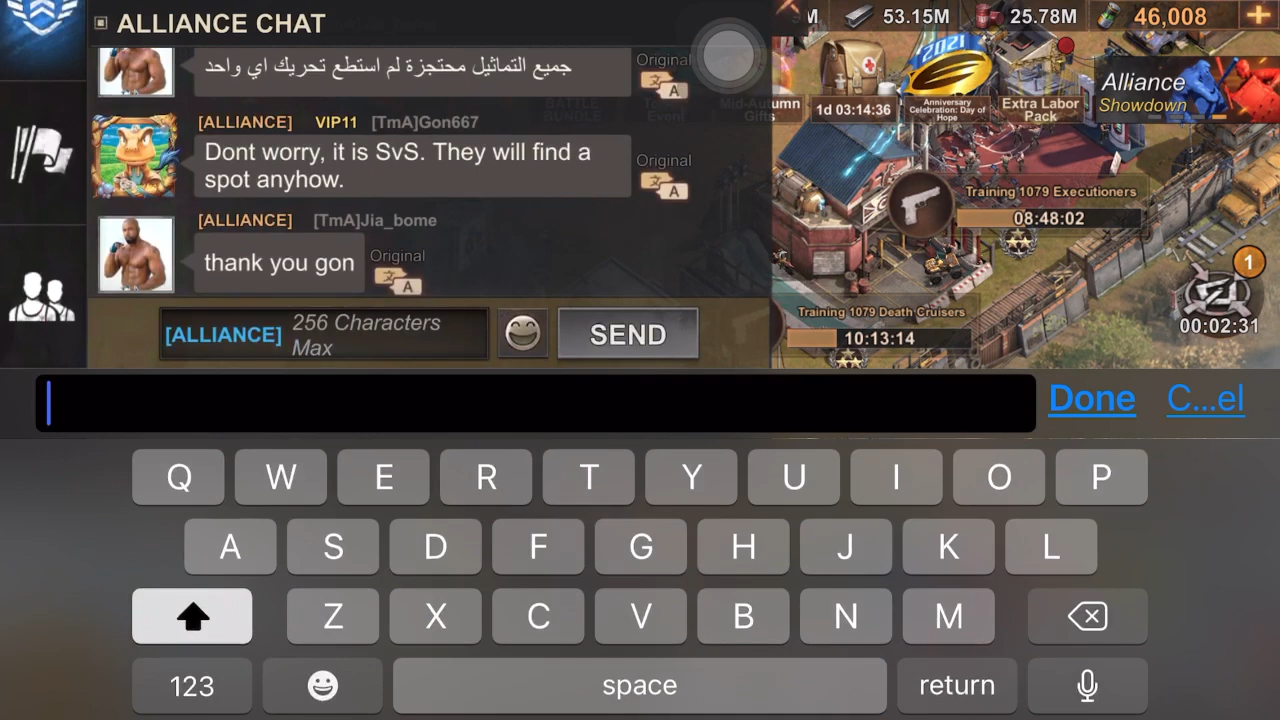 ALLIANCE CHAT
جميع التماثيل محتجزة لم استطع تحريك اي واحد
Original
[ALLIANCE] VIP11 [TmA]Gon667
Dont worry, it is SvS. They will find a
spot anyhow.
Original
[ALLIANCE] [TmA]Jia_bome
thank you gon
Original
[ALLIANCE] 256 Characters
Max
SEND
M 53.15M 25.78M 46,008 +
2021
Alliance
Showdown
Mid-Autumn
Gifts
1d 03:14:36
Anniversary
Celebration: Day of
Hope
Extra Labor
Pack
Training 1079 Executioners
08:48:02
Training 1079 Death Cruisers
10:13:14
1
00:02:31
Done C...el
Q W E R T Y U I O P
A S D F G H J K L
Z X C V B N M
123 space return